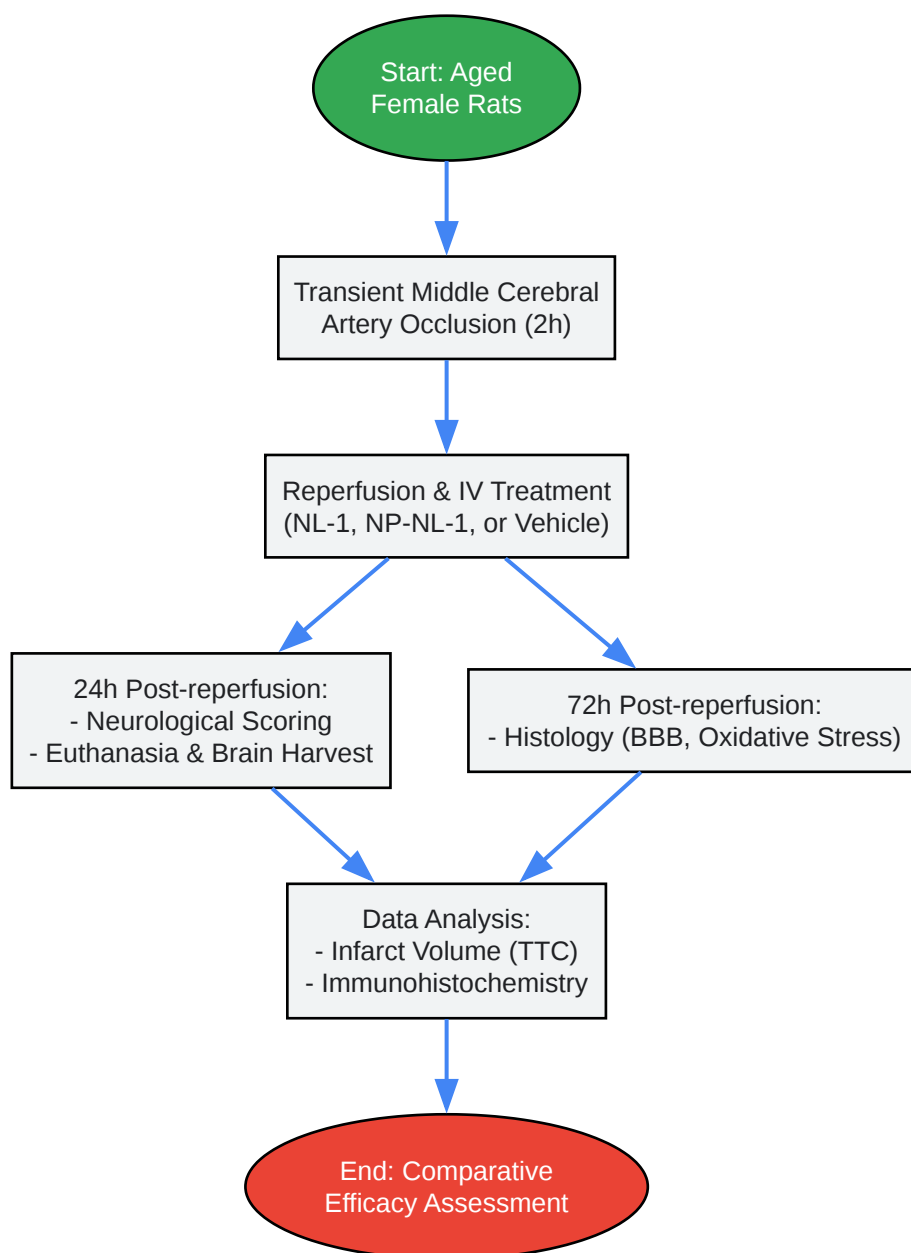 Start: Aged
Female Rats
Transient Middle Cerebral
Artery Occlusion (2h)
Reperfusion & IV Treatment
(NL-1, NP-NL-1, or Vehicle)
24h Post-reperfusion:
- Neurological Scoring
- Euthanasia & Brain Harvest
72h Post-reperfusion:
- Histology (BBB, Oxidative Stress)
Data Analysis:
- Infarct Volume (TTC)
- Immunohistochemistry
End: Comparative
Efficacy Assessment